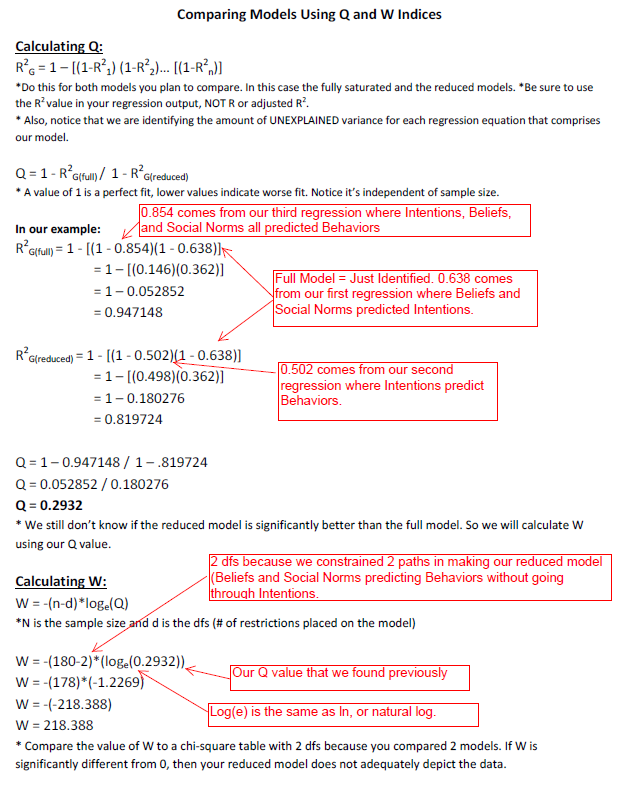 Comparing Models Using Q and W Indices
Calculating Q:
R²G = 1 – [(1-R²₁) (1-R²₂)... [(1-R²ₙ)]
*Do this for both models you plan to compare. In this case the fully saturated and the reduced models. *Be sure to use
the R² value in your regression output, NOT R or adjusted R².
* Also, notice that we are identifying the amount of UNEXPLAINED variance for each regression equation that comprises
our model.
Q = 1 - R²G(full) / 1 - R²G(reduced)
* A value of 1 is a perfect fit, lower values indicate worse fit. Notice it's independent of sample size.
0.854 comes from our third regression where Intentions, Beliefs,
and Social Norms all predicted Behaviors
In our example:
R²G(full) = 1 - [(1 - 0.854)(1 - 0.638)]
= 1 – [(0.146)(0.362)]
= 1 – 0.052852
= 0.947148
Full Model = Just Identified. 0.638 comes
from our first regression where Beliefs and
Social Norms predicted Intentions.
R²G(reduced) = 1 - [(1 - 0.502)(1 - 0.638)]
= 1 – [(0.498)(0.362)]
= 1 – 0.180276
= 0.819724
0.502 comes from our second
regression where Intentions predict
Behaviors.
Q = 1 – 0.947148 / 1 – .819724
Q = 0.052852 / 0.180276
Q = 0.2932
* We still don't know if the reduced model is significantly better than the full model. So we will calculate W
using our Q value.
2 dfs because we constrained 2 paths in making our reduced model
(Beliefs and Social Norms predicting Behaviors without going
through Intentions.
Calculating W:
W = -(n-d)*logₑ(Q)
*N is the sample size and d is the dfs (# of restrictions placed on the model)
W = -(180-2)*(logₑ(0.2932))
W = -(178)*(-1.2269)
W = -(-218.388)
W = 218.388
Our Q value that we found previously
Log(e) is the same as ln, or natural log.
* Compare the value of W to a chi-square table with 2 dfs because you compared 2 models. If W is
significantly different from 0, then your reduced model does not adequately depict the data.